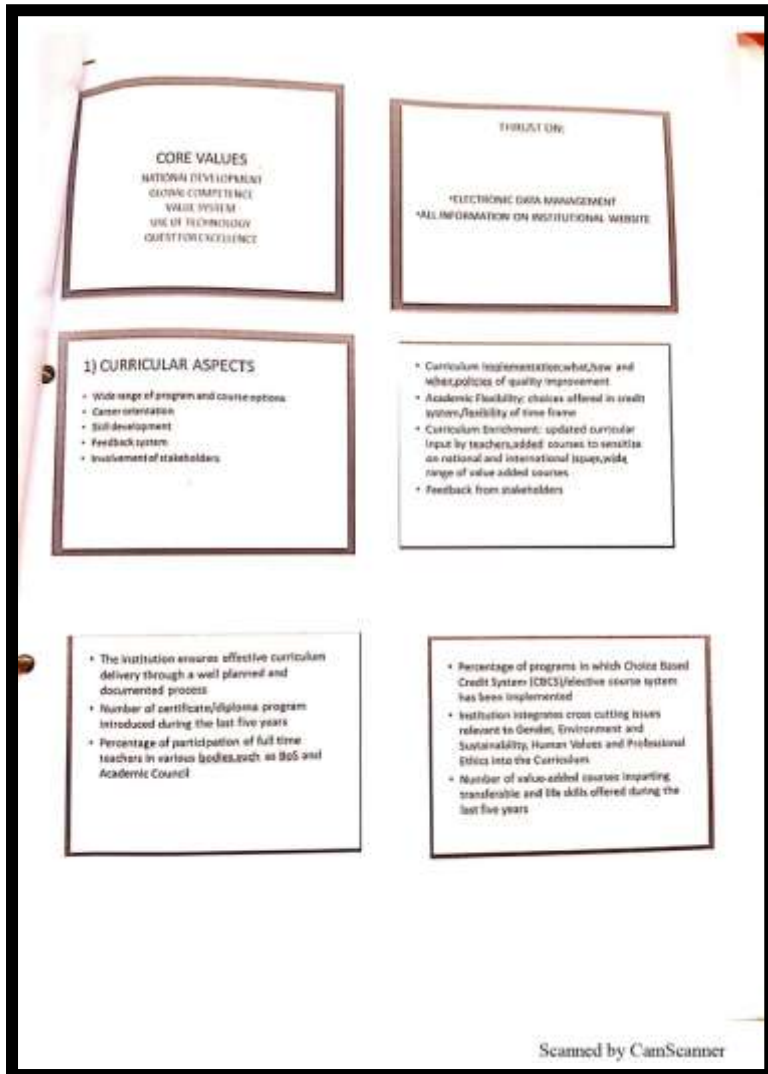 CORE VALUES
NATIONAL DEVELOPMENT
GLOBAL COMPETENCE
VALUE SYSTEM
USE OF TECHNOLOGY
QUEST FOR EXCELLENCE
THRUST ON:
*ELECTRONIC DATA MANAGEMENT
*ALL INFORMATION ON INSTITUTIONAL WEBSITE
1) CURRICULAR ASPECTS
• Wide range of program and course options
• Career orientation
• Skill development
• Feedback system
• Involvement of stakeholders
• Curriculum implementation:what,how and
when,policies of quality improvement
• Academic Flexibility: choices offered in credit
system,flexibility of time frame
• Curriculum Enrichment: updated curricular
input by teachers,added courses to sensitise
on national and international issues,wide
range of value added courses
• Feedback from stakeholders
• The institution ensures effective curriculum
delivery through a well planned and
documented process
• Number of certificate/diploma program
introduced during the last five years
• Percentage of participation of full time
teachers in various bodies,such as BoS and
Academic Council
• Percentage of programs in which Choice Based
Credit System (CBCS)/elective course system
has been implemented
• Institution integrates cross cutting issues
relevant to Gender, Environment and
Sustainability, Human Values and Professional
Ethics into the Curriculum
• Number of value-added courses imparting
transferable and life skills offered during the
last five years
Scanned by CamScanner